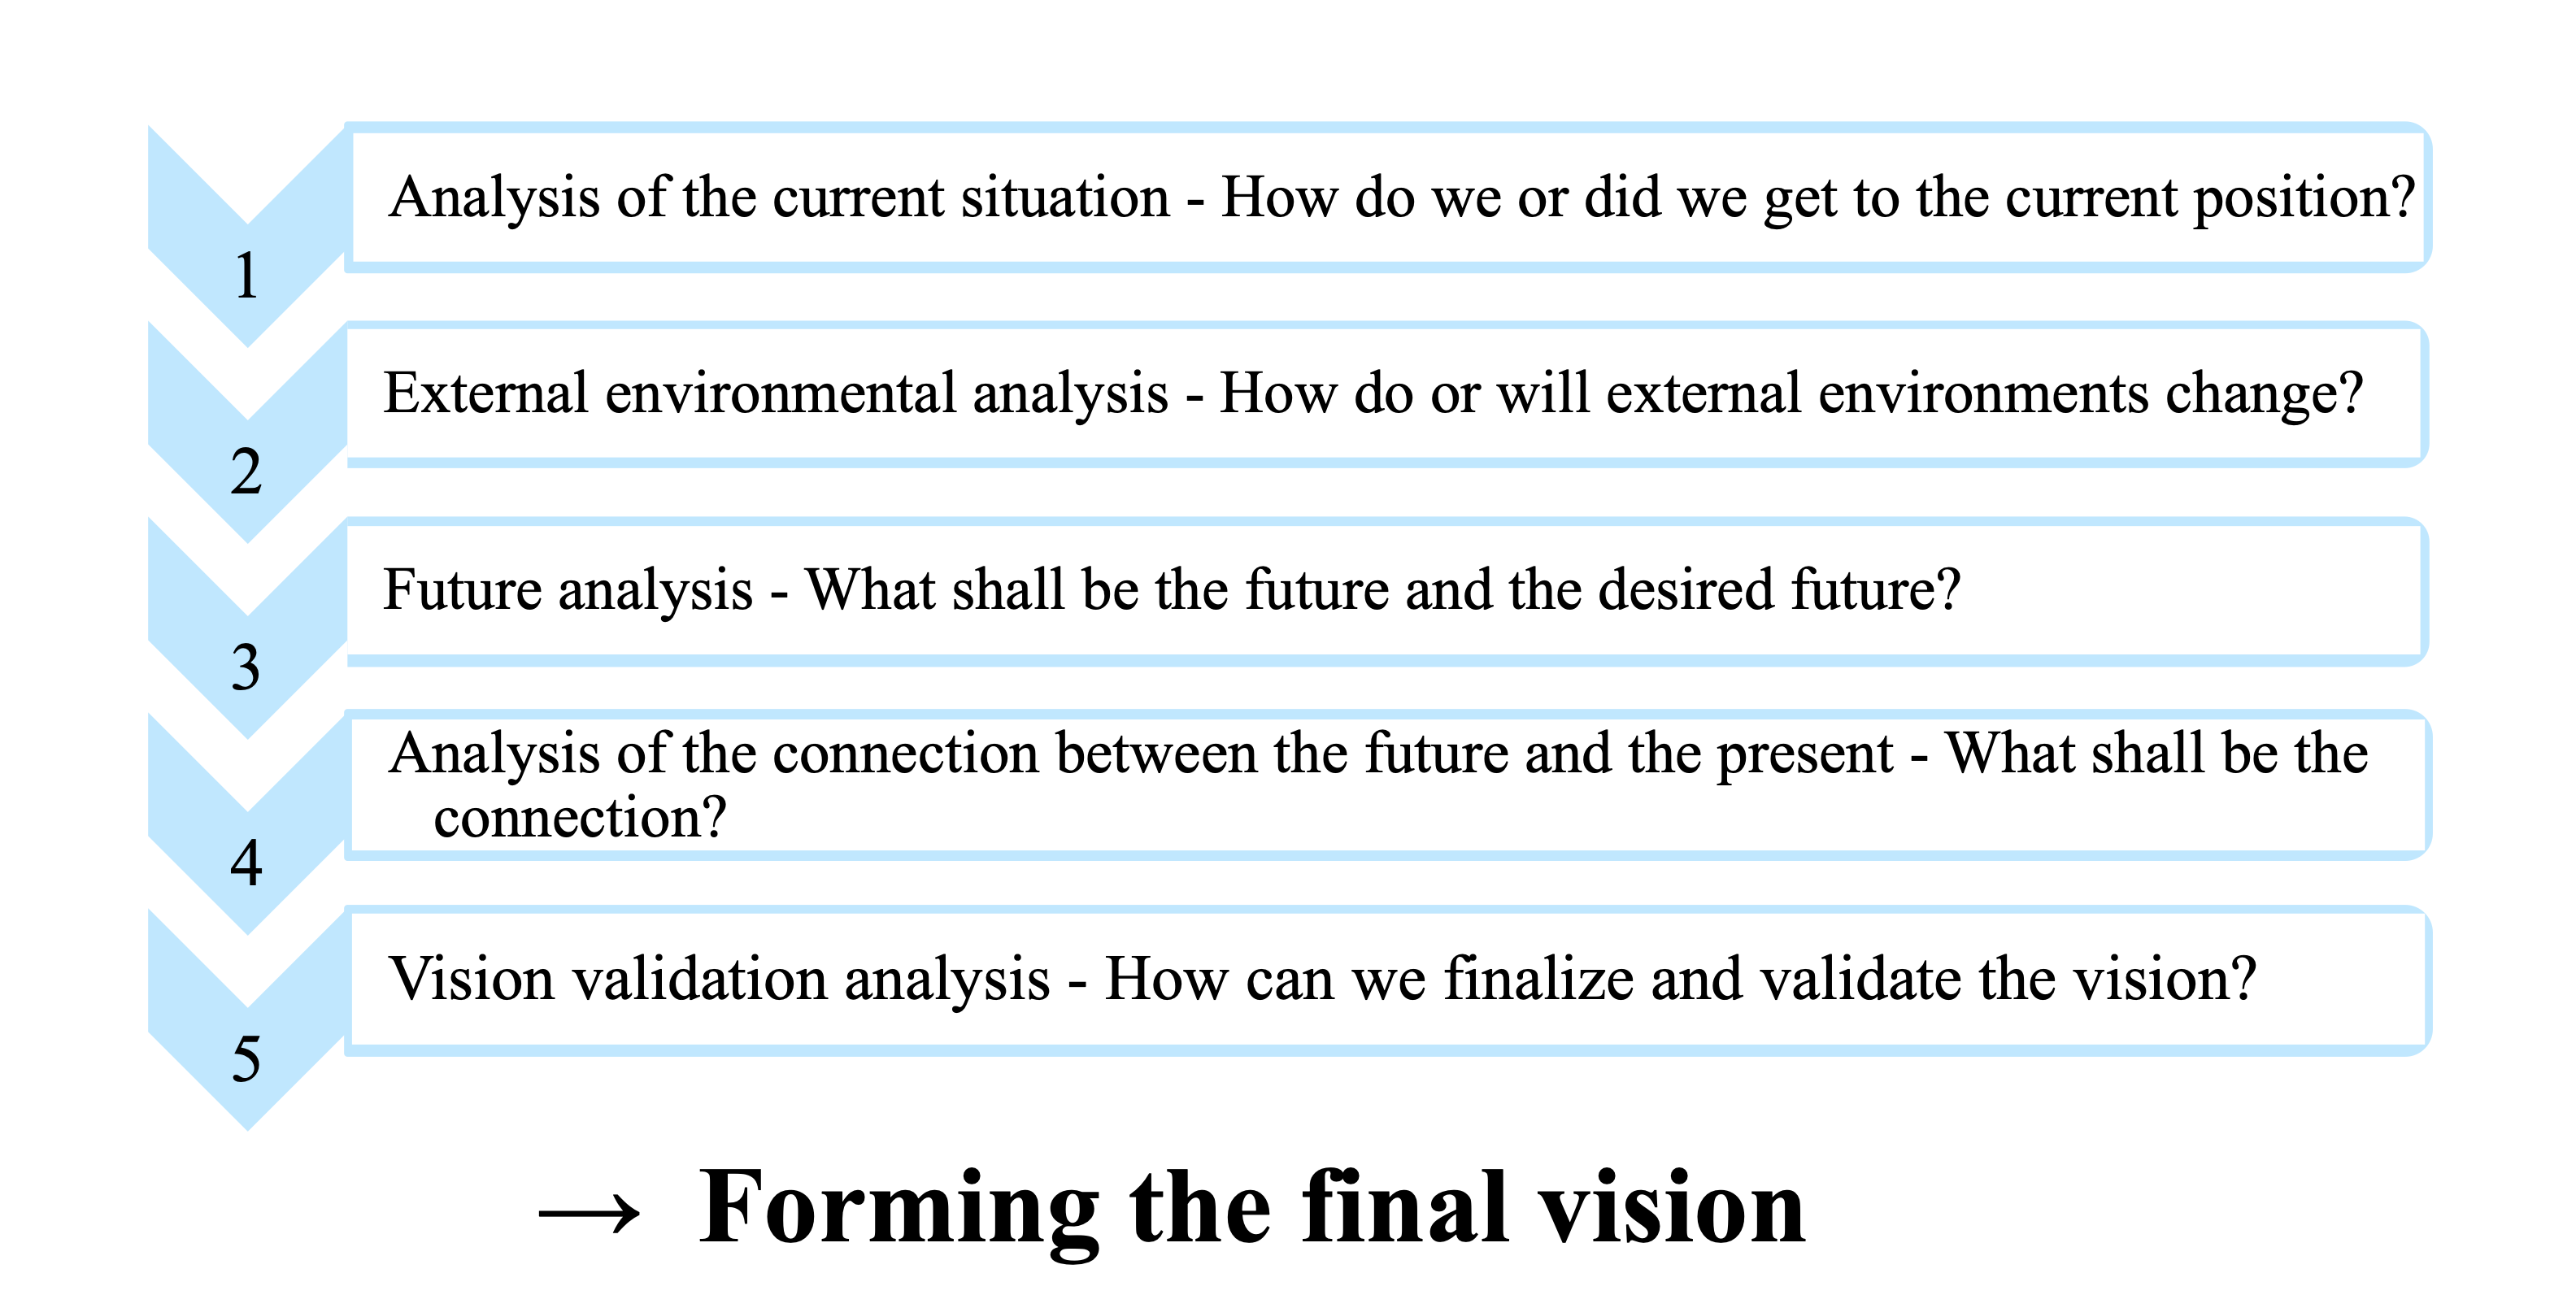 Analysis of the current situation - How do we or did we get to the current position?
1
External environmental analysis - How do or will external environments change?
2
Future analysis - What shall be the future and the desired future?
3
Analysis of the connection between the future and the present - What shall be the
connection?
4
Vision validation analysis - How can we finalize and validate the vision?
5
→ Forming the final vision